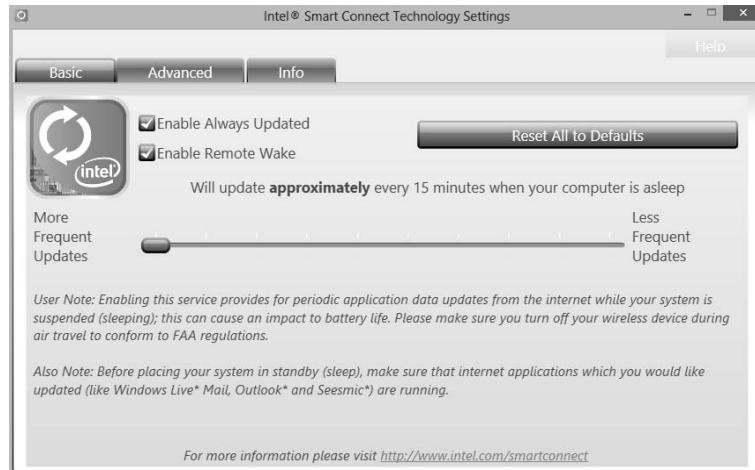 Intel® Smart Connect Technology Settings
Help
Basic
Advanced
Info
intel®
Enable Always Updated
Enable Remote Wake
Reset All to Defaults
Will update approximately every 15 minutes when your computer is asleep
More
Frequent
Updates
Less
Frequent
Updates
User Note: Enabling this service provides for periodic application data updates from the internet while your system is
suspended (sleeping); this can cause an impact to battery life. Please make sure you turn off your wireless device during
air travel to conform to FAA regulations.
Also Note: Before placing your system in standby (sleep), make sure that internet applications which you would like
updated (like Windows Live* Mail, Outlook* and Seesmic*) are running.
For more information please visit http://www.intel.com/smartconnect